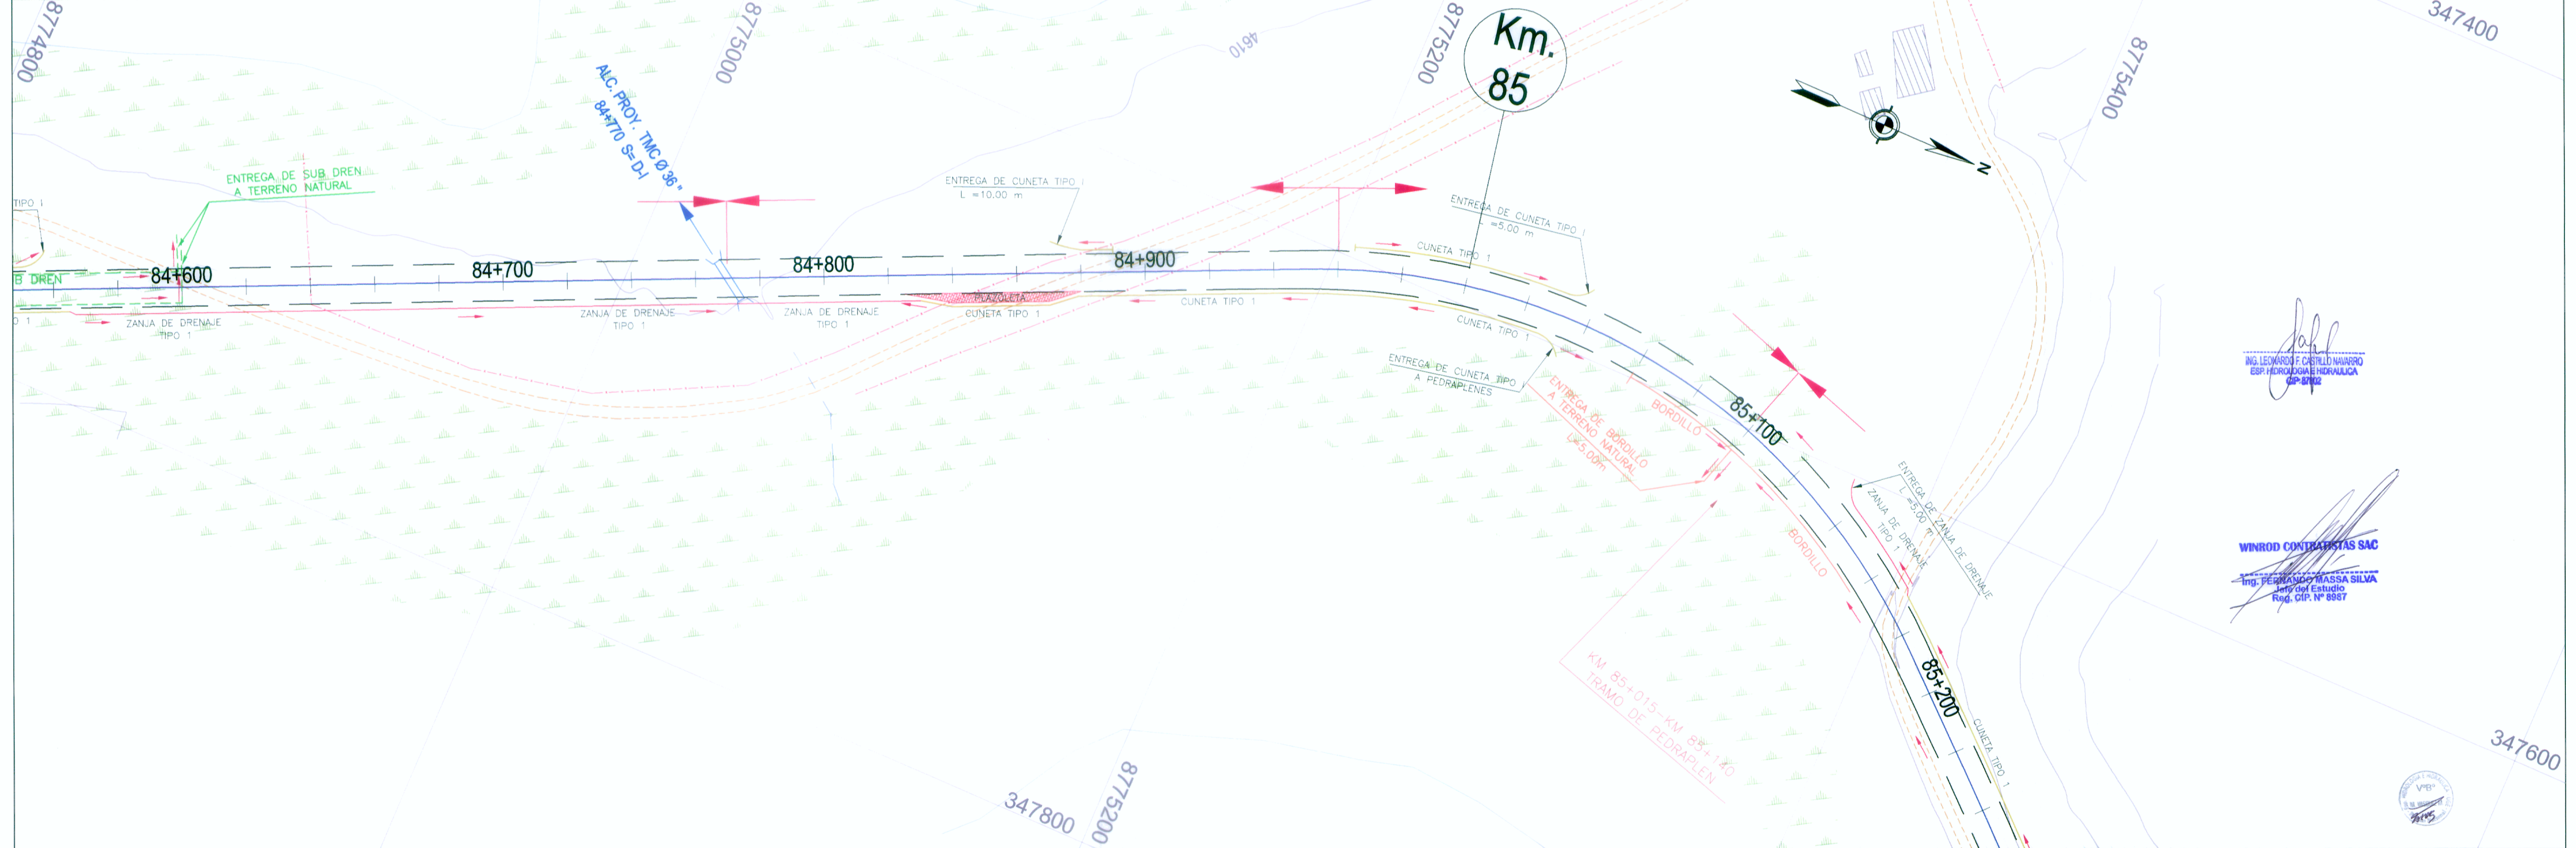 8774800
8775000
4610
8775200
Km.
85
8775400
347400
ALC. PROY. TMC Ø 36"
84+770 S= D-I
N
ENTREGA DE SUB DREN
A TERRENO NATURAL
TIPO I
ENTREGA DE CUNETA TIPO I
L =10.00 m
ENTREGA DE CUNETA TIPO I
L =5.00 m
CUNETA TIPO 1
B DREN
84+600
84+700
84+800
84+900
O 1
ZANJA DE DRENAJE
TIPO 1
ZANJA DE DRENAJE
TIPO 1
ZANJA DE DRENAJE
TIPO 1
PLAZOLETA
CUNETA TIPO 1
CUNETA TIPO 1
CUNETA TIPO 1
ENTREGA DE CUNETA TIPO I
A PEDRAPLENES
ENTREGA DE BORDILLO
A TERRENO NATURAL
L=5.00m
BORDILLO
85+100
BORDILLO
ENTREGA DE ZANJA DE DRENAJE
L =5.00 m
ZANJA DE DRENAJE
TIPO 1
KM 85+015-KM 85+140
TRAMO DE PEDRAPLEN
85+200
CUNETA TIPO 1
ING. LEONARDO F. CASTILLO NAVARRO
ESP. HIDROLOGIA E HIDRAULICA
WINROD CONTRATISTAS SAC
Ing. FERNANDO MASSA SILVA
Jefe del Estudio
Reg. CIP. Nº 8987
347600
347800
8775200
VºBº